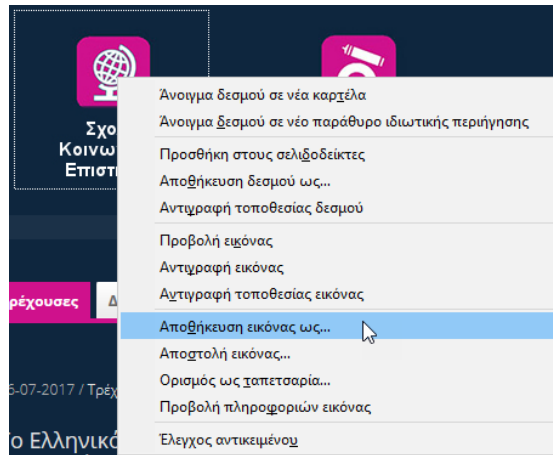 Σχο
Κοινω
Επιστ
Άνοιγμα δεσμού σε νέα καρτέλα
Άνοιγμα δεσμού σε νέο παράθυρο ιδιωτικής περιήγησης
Προσθήκη στους σελιδοδείκτες
Αποθήκευση δεσμού ως...
Αντιγραφή τοποθεσίας δεσμού
Προβολή εικόνας
Αντιγραφή εικόνας
Αντιγραφή τοποθεσίας εικόνας
ρέχουσες Δ
Αποθήκευση εικόνας ως...
Αποστολή εικόνας...
Ορισμός ως ταπετσαρία...
6-07-2017 / Τρέχ
Προβολή πληροφοριών εικόνας
ο Ελληνικό
Έλεγχος αντικειμένου